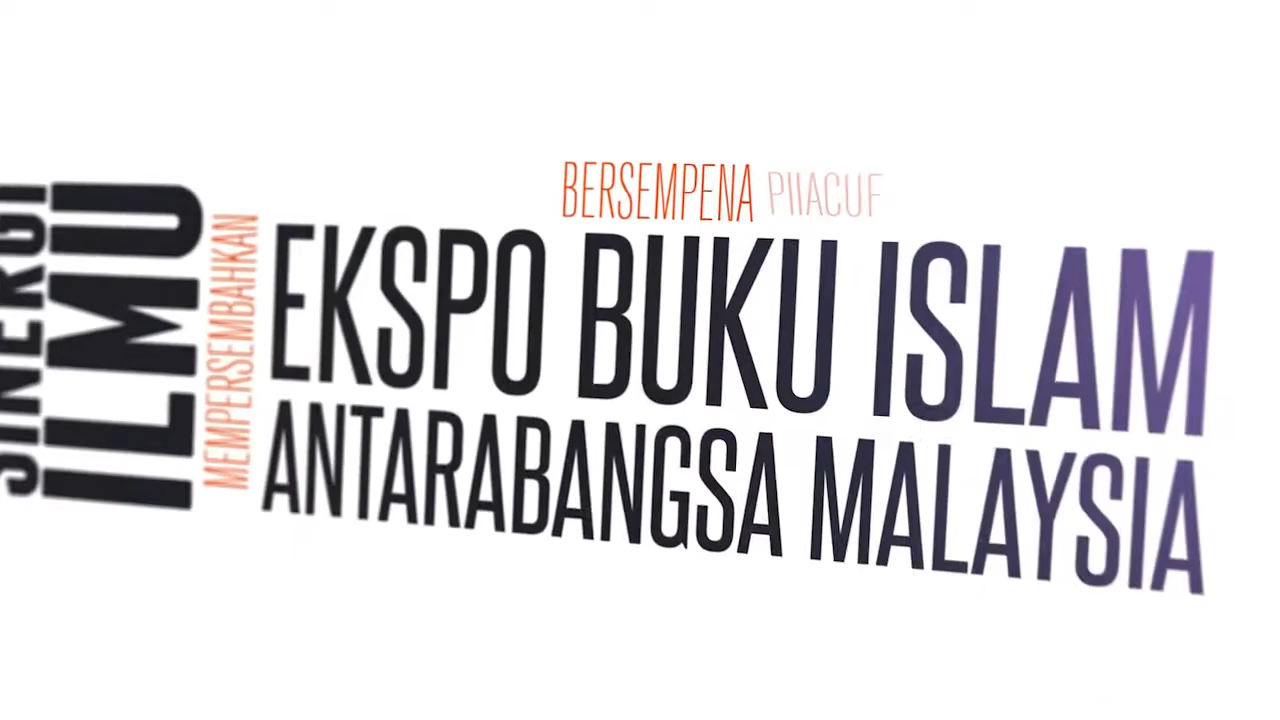 SINERGI
ILMU
MEMPERSEMBAHKAN
BERSEMPENA PIIACUF
EKSPO BUKU ISLAM
ANTARABANGSA MALAYSIA